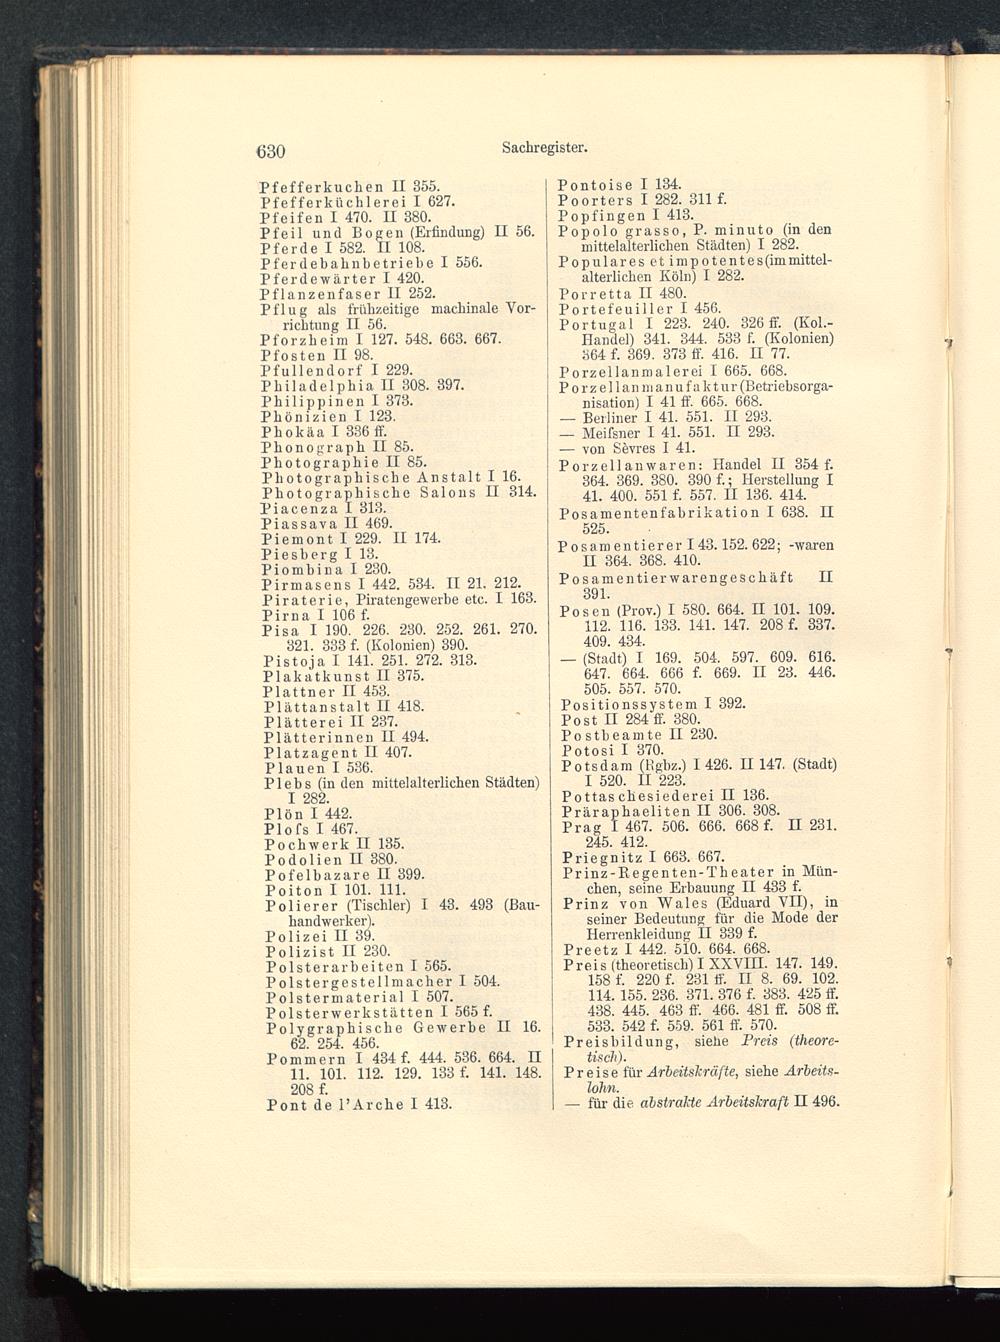 630
Sachregister.
Pfefferkuchen II 355.
Pfefferküchlerei I 627.
Pfeifen I 470. II 380.
Pfeil und Bogen (Erfindung) II 56.
Pferde I 582. II 108.
Pferdebahnbetriebe I 556.
Pferdewärter I 420.
Pflanzenfaser II 252.
Pflug als frühzeitige machinale Vor-
richtung II 56.
Pforzheim I 127. 548. 663. 667.
Pfosten II 98.
Pfullendorf I 229.
Philadelphia II 308. 397.
Philippinen I 373.
Phönizien I 123.
Phokäa I 336 ff.
Phonograph II 85.
Photographie II 85.
Photographische Anstalt I 16.
Photographische Salons II 314.
Piacenza I 313.
Piassava II 469.
Piemont I 229. II 174.
Piesberg I 13.
Piombina I 230.
Pirmasens I 442. 534. II 21. 212.
Piraterie, Piratengewerbe etc. I 163.
Pirna I 106 f.
Pisa I 190. 226. 230. 252. 261. 270.
321. 333 f. (Kolonien) 390.
Pistoja I 141. 251. 272. 313.
Plakatkunst II 375.
Plattner II 453.
Plättanstalt II 418.
Plätterei II 237.
Plätterinnen II 494.
Platzagent II 407.
Plauen I 536.
Plebs (in den mittelalterlichen Städten)
I 282.
Plön I 442.
Ploſs I 467.
Pochwerk II 135.
Podolien II 380.
Pofelbazare II 399.
Poiton I 101. 111.
Polierer (Tischler) I 43. 493 (Bau-
handwerker).
Polizei II 39.
Polizist II 230.
Polsterarbeiten I 565.
Polstergestellmacher I 504.
Polstermaterial I 507.
Polsterwerkstätten I 565 f.
Polygraphische Gewerbe II 16.
62. 254. 456.
Pommern I 434 f. 444. 536. 664. II
11. 101. 112. 129. 133 f. 141. 148.
208 f.
Pont de l'Arche I 413.
Pontoise I 134.
Poorters I 282. 311 f.
Popfingen I 413.
Popolo grasso, P. minuto (in den
mittelalterlichen Städten) I 282.
Populares et impotentes (im mittel-
alterlichen Köln) I 282.
Porretta II 480.
Portefeuiller I 456.
Portugal I 223. 240. 326 ff. (Kol.-
Handel) 341. 344. 533 f. (Kolonien)
364 f. 369. 373 ff. 416. II 77.
Porzellanmalerei I 665. 668.
Porzellanmanufaktur (Betriebsorga-
nisation) I 41 ff. 665. 668.
— Berliner I 41. 551. II 293.
— Meiſsner I 41. 551. II 293.
— von Sèvres I 41.
Porzellanwaren: Handel II 354 f.
364. 369. 380. 390 f.; Herstellung I
41. 400. 551 f. 557. II 136. 414.
Posamentenfabrikation I 638. II
525.
Posamentierer I 43. 152. 622; -waren
II 364. 368. 410.
Posamentierwarengeschäft II
391.
Posen (Prov.) I 580. 664. II 101. 109.
112. 116. 133. 141. 147. 208 f. 337.
409. 434.
— (Stadt) I 169. 504. 597. 609. 616.
647. 664. 666 f. 669. II 23. 446.
505. 557. 570.
Positionssystem I 392.
Post II 284 ff. 380.
Postbeamte II 230.
Potosi I 370.
Potsdam (Rgbz.) I 426. II 147. (Stadt)
I 520. II 223.
Pottaschesiederei II 136.
Präraphaeliten II 306. 308.
Prag I 467. 506. 666. 668 f. II 231.
245. 412.
Priegnitz I 663. 667.
Prinz-Regenten-Theater in Mün-
chen, seine Erbauung II 433 f.
Prinz von Wales (Eduard VII), in
seiner Bedeutung für die Mode der
Herrenkleidung II 339 f.
Preetz I 442. 510. 664. 668.
Preis (theoretisch) I XXVIII. 147. 149.
158 f. 220 f. 231 ff. II 8. 69. 102.
114. 155. 236. 371. 376 f. 383. 425 ff.
438. 445. 463 ff. 466. 481 ff. 508 ff.
533. 542 f. 559. 561 ff. 570.
Preisbildung, siehe Preis (theore-
tisch).
Preise für Arbeitskräfte, siehe Arbeits-
lohn.
— für die abstrakte Arbeitskraft II 496.